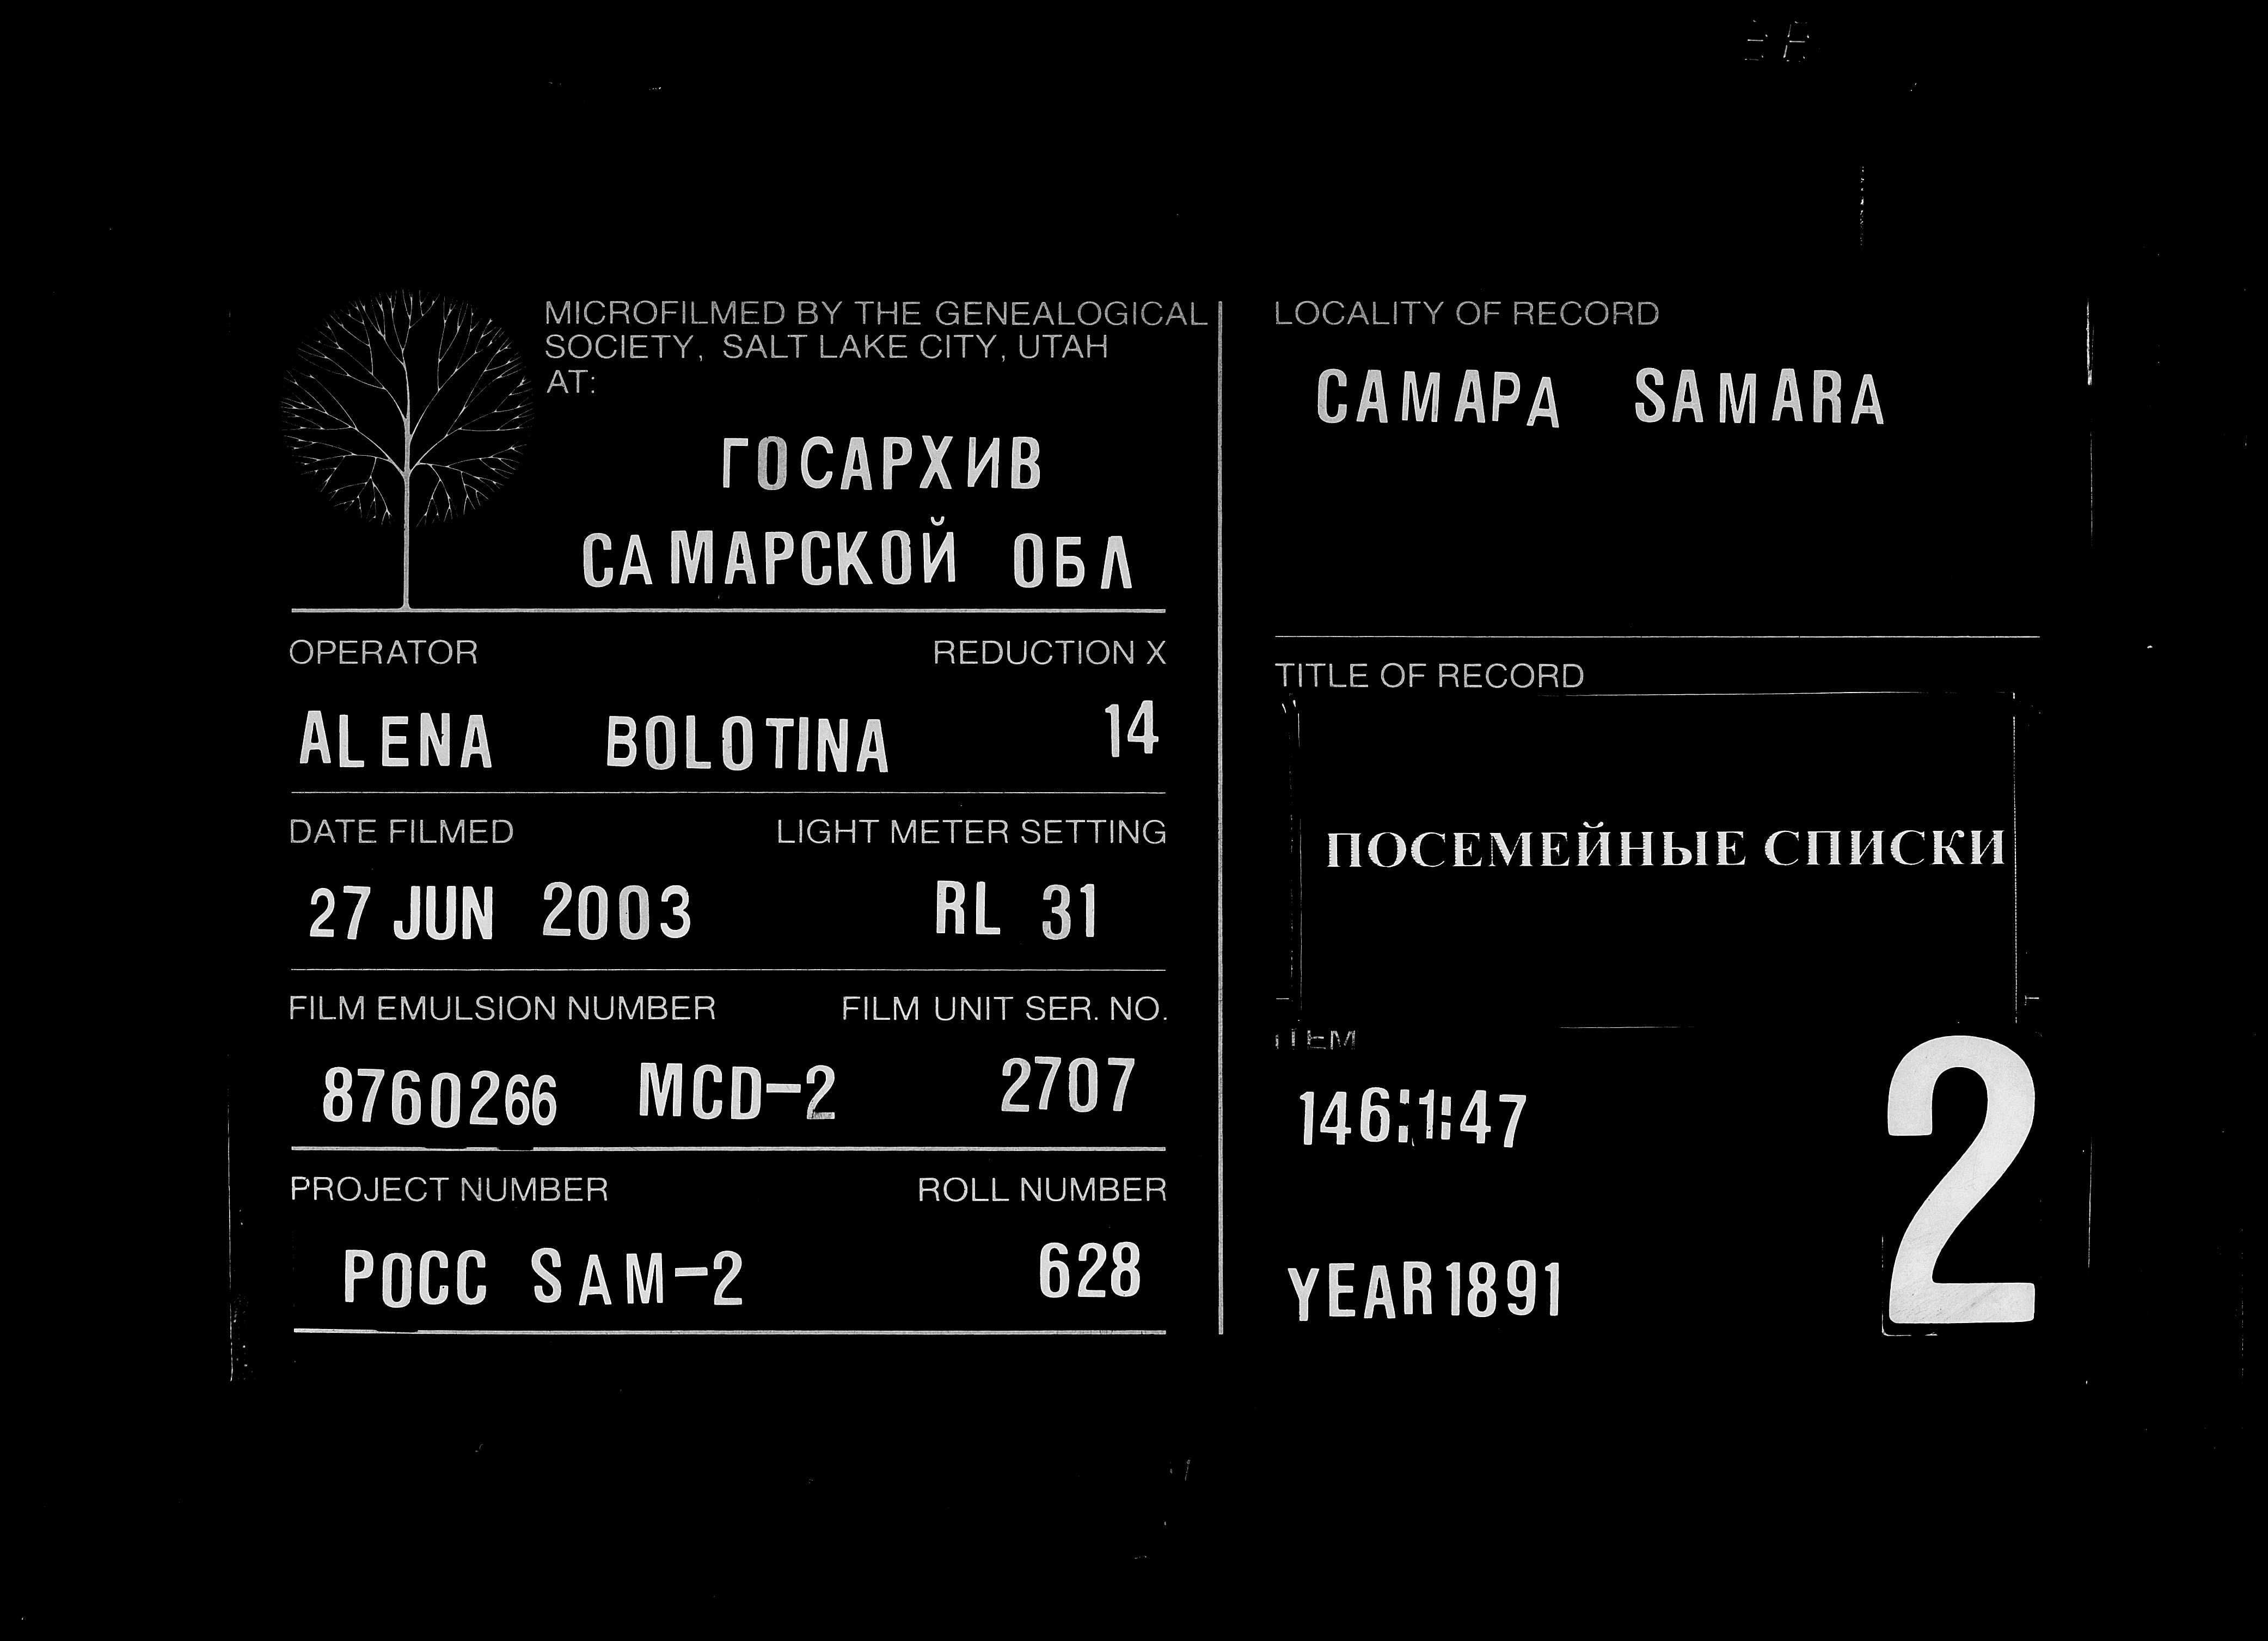 MICROFILMED BY THE GENEALOGICAL
SOCIETY, SALT LAKE CITY, UTAH
AT:
ГОСАРХИВ
САМАРСКОЙ ОБЛ
OPERATOR REDUCTION X
ALENA BOLOTINA 14
DATE FILMED LIGHT METER SETTING
27 JUN 2003 RL 31
FILM EMULSION NUMBER FILM UNIT SER. NO.
8760266 MCD-2 2707
PROJECT NUMBER ROLL NUMBER
РОСС SAM-2 628
LOCALITY OF RECORD
САМАРА SAMARA
TITLE OF RECORD
ПОСЕМЕЙНЫЕ СПИСКИ
ITEM
146:1:47
2
YEAR1891